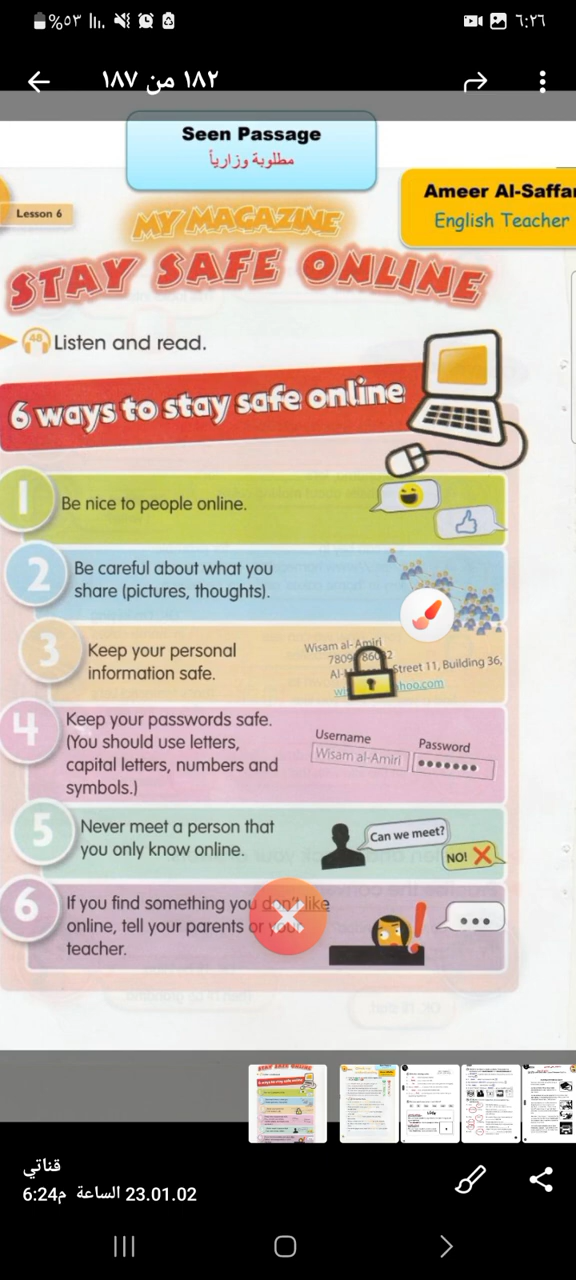 %٥٣
٦:٢٦
١٨٢ من ١٨٧
Seen Passage
مطلوبة وزارياً
Ameer Al-Saffar
English Teacher
Lesson 6
MY MAGAZINE
STAY SAFE ONLINE
48 Listen and read.
6 ways to stay safe online
1 Be nice to people online.
2 Be careful about what you
share (pictures, thoughts).
3 Keep your personal
information safe.
Wisam al-Amiri
Street 11, Building 36,
4 Keep your passwords safe.
(You should use letters,
capital letters, numbers and
symbols.)
Username
Password
Wisam al-Amiri
5 Never meet a person that
you only know online.
Can we meet?
NO!
6 If you find something you don't like
online, tell your parents or your
teacher.
قناتي
23.01.02 الساعة 6:24م